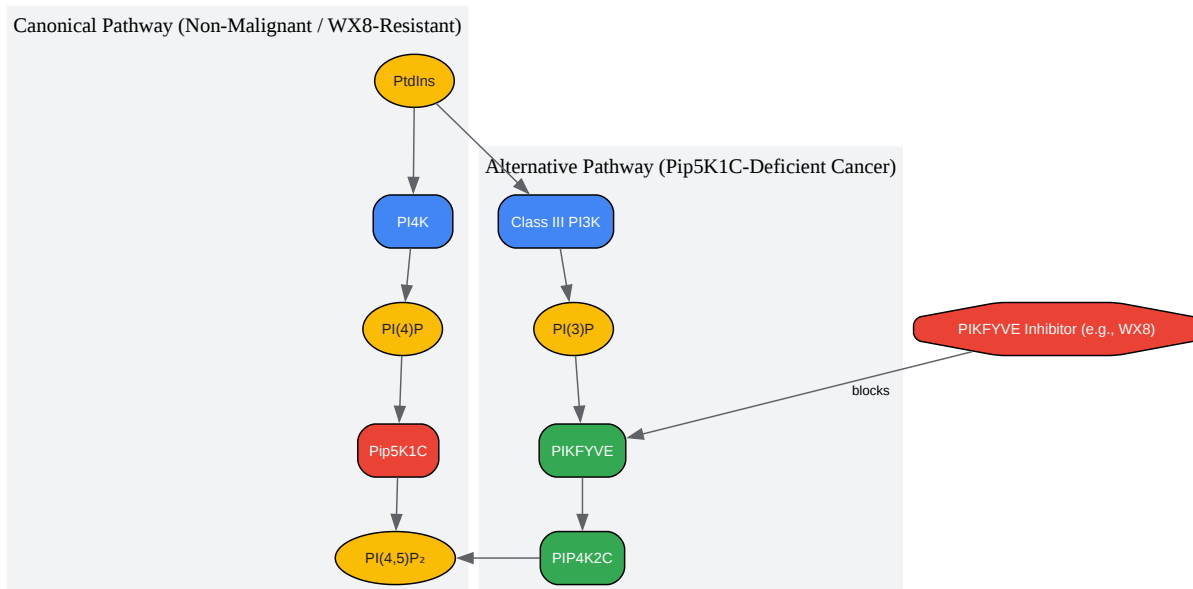 Canonical Pathway (Non-Malignant / WX8-Resistant)
PtdIns
Alternative Pathway (Pip5K1C-Deficient Cancer)
PI4K
Class III PI3K
PI(4)P
PI(3)P
PIKFYVE Inhibitor (e.g., WX8)
blocks
Pip5K1C
PIKFYVE
PI(4,5)P₂
PIP4K2C